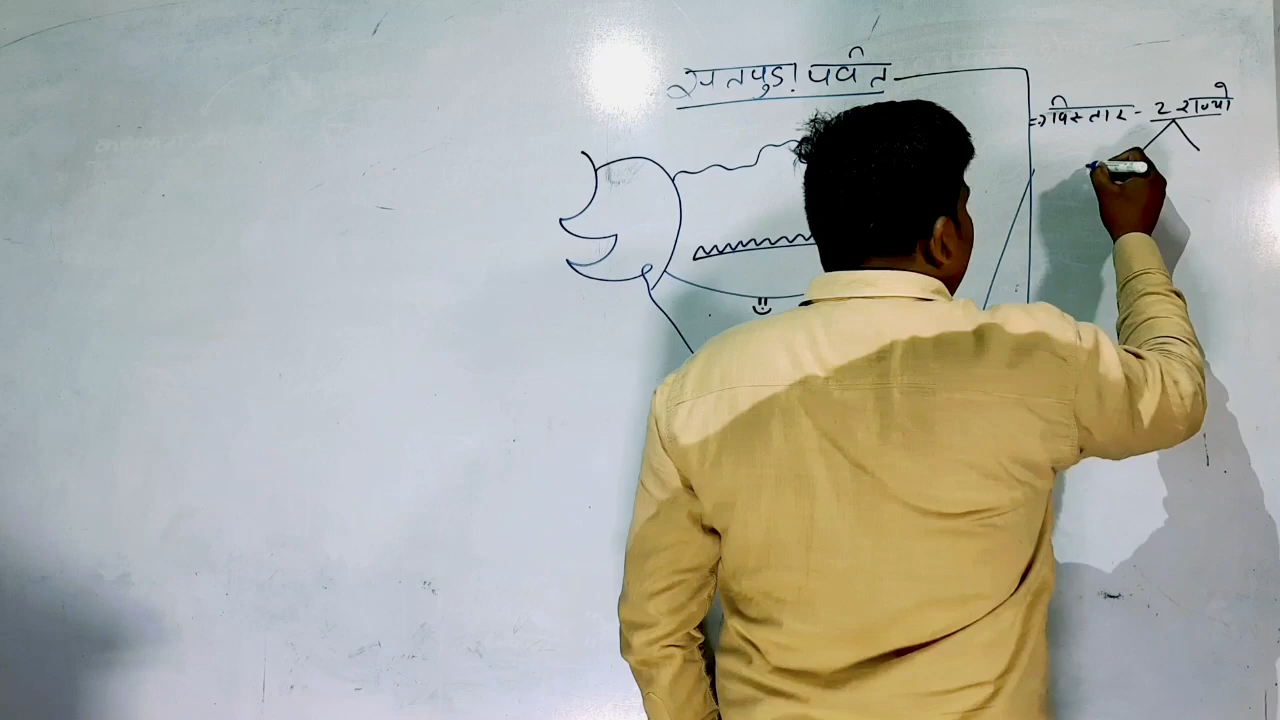 सतपुड़ा पर्वत
⇒ विस्तार - 2 राज्यो